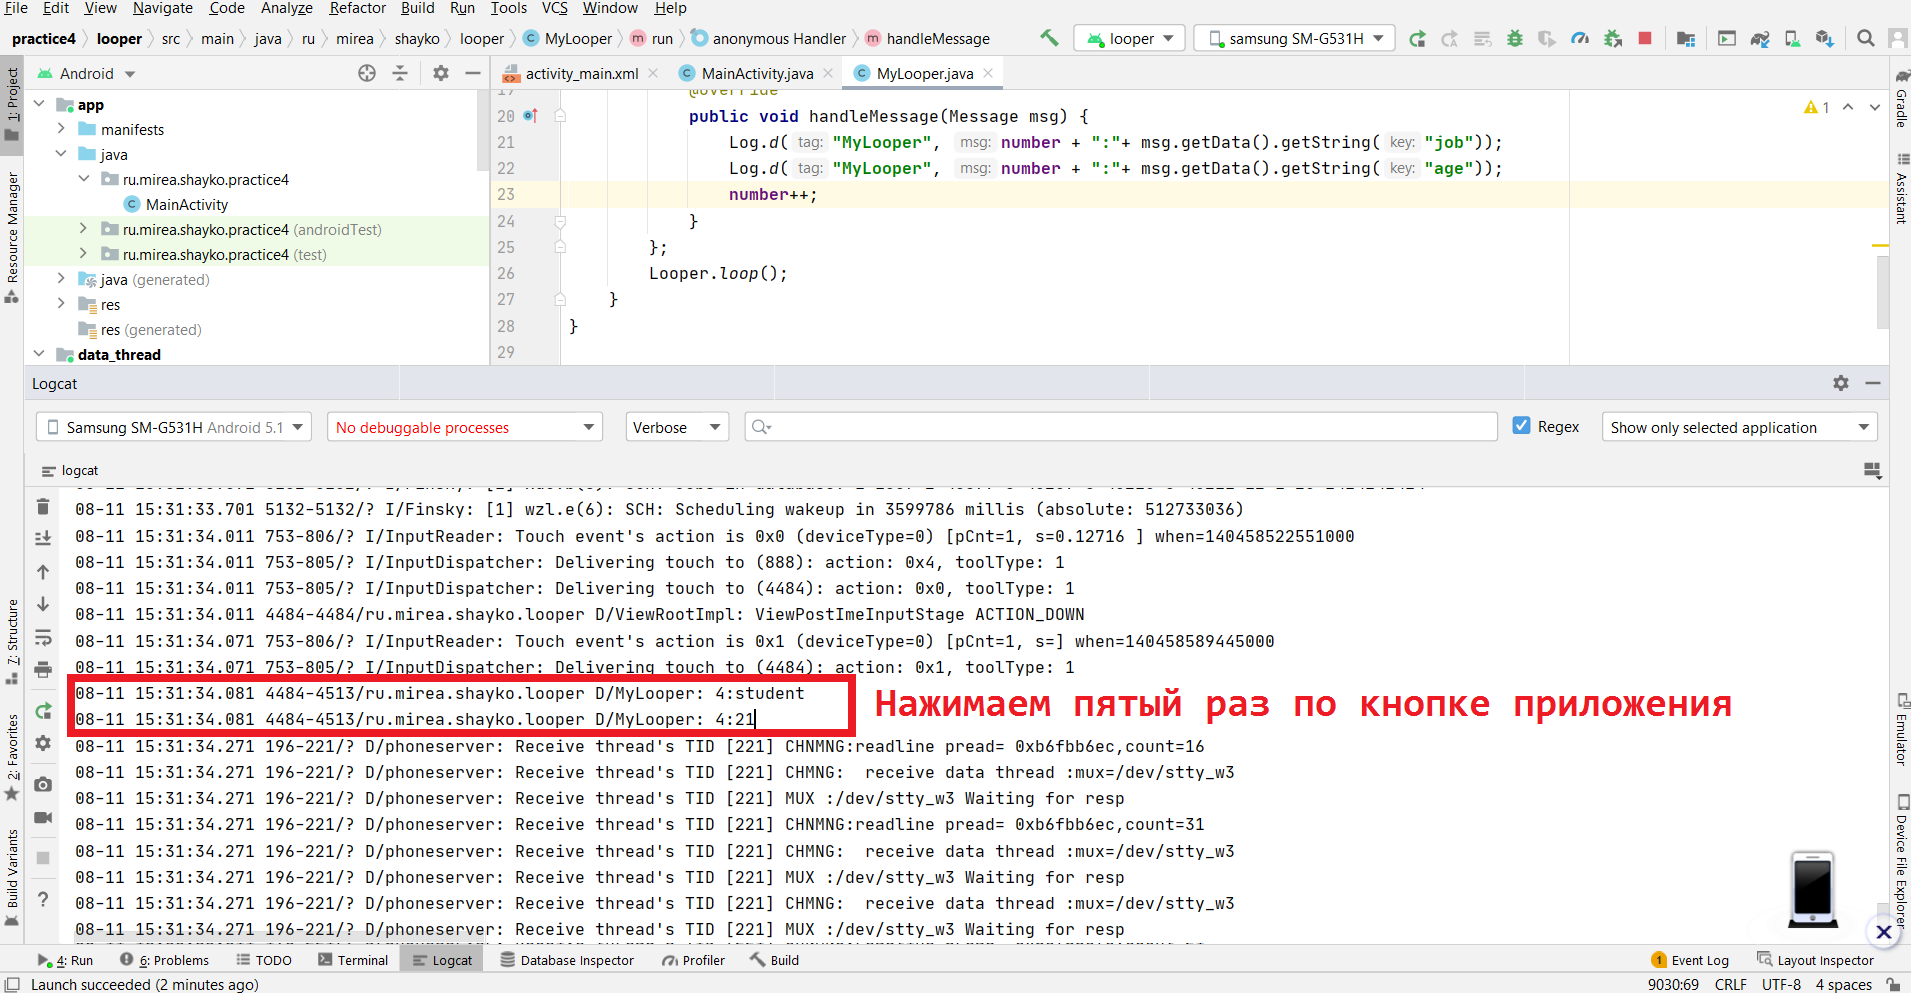 File Edit View Navigate Code Analyze Refactor Build Run Tools VCS Window Help
practice4 looper src main java ru mirea shayko looper MyLooper run anonymous Handler handleMessage looper samsung SM-G531H
Android
activity_main.xml MainActivity.java MyLooper.java
1: Project
Resource Manager
7: Structure
2: Favorites
Build Variants
app
manifests
java
ru.mirea.shayko.practice4
MainActivity
ru.mirea.shayko.practice4 (androidTest)
ru.mirea.shayko.practice4 (test)
java (generated)
res
res (generated)
data_thread
19 @Override
20 public void handleMessage(Message msg) {
21 Log.d( tag: "MyLooper", msg: number + ":"+ msg.getData().getString( key: "job"));
22 Log.d( tag: "MyLooper", msg: number + ":"+ msg.getData().getString( key: "age"));
23 number++;
24 }
25 };
26 Looper.loop();
27 }
28 }
29
1
Gradle
Assistant
Emulator
Device File Explorer
Logcat
Samsung SM-G531H Android 5.1 No debuggable processes Verbose Regex Show only selected application
logcat
08-11 15:31:33.701 5132-5132/? I/Finsky: [1] wzl.e(6): SCH: Scheduling wakeup in 3599786 millis (absolute: 512733036)
08-11 15:31:34.011 753-806/? I/InputReader: Touch event's action is 0x0 (deviceType=0) [pCnt=1, s=0.12716 ] when=140458522551000
08-11 15:31:34.011 753-805/? I/InputDispatcher: Delivering touch to (888): action: 0x4, toolType: 1
08-11 15:31:34.011 753-805/? I/InputDispatcher: Delivering touch to (4484): action: 0x0, toolType: 1
08-11 15:31:34.011 4484-4484/ru.mirea.shayko.looper D/ViewRootImpl: ViewPostImeInputStage ACTION_DOWN
08-11 15:31:34.071 753-806/? I/InputReader: Touch event's action is 0x1 (deviceType=0) [pCnt=1, s=] when=140458589445000
08-11 15:31:34.071 753-805/? I/InputDispatcher: Delivering touch to (4484): action: 0x1, toolType: 1
08-11 15:31:34.081 4484-4513/ru.mirea.shayko.looper D/MyLooper: 4:student
08-11 15:31:34.081 4484-4513/ru.mirea.shayko.looper D/MyLooper: 4:21
Нажимаем пятый раз по кнопке приложения
08-11 15:31:34.271 196-221/? D/phoneserver: Receive thread's TID [221] CHNMNG:readline pread= 0xb6fbb6ec,count=16
08-11 15:31:34.271 196-221/? D/phoneserver: Receive thread's TID [221] CHMNG:  receive data thread :mux=/dev/stty_w3
08-11 15:31:34.271 196-221/? D/phoneserver: Receive thread's TID [221] MUX :/dev/stty_w3 Waiting for resp
08-11 15:31:34.271 196-221/? D/phoneserver: Receive thread's TID [221] CHNMNG:readline pread= 0xb6fbb6ec,count=31
08-11 15:31:34.271 196-221/? D/phoneserver: Receive thread's TID [221] CHMNG:  receive data thread :mux=/dev/stty_w3
08-11 15:31:34.271 196-221/? D/phoneserver: Receive thread's TID [221] MUX :/dev/stty_w3 Waiting for resp
08-11 15:31:34.271 196-221/? D/phoneserver: Receive thread's TID [221] CHMNG:  receive data thread :mux=/dev/stty_w3
08-11 15:31:34.271 196-221/? D/phoneserver: Receive thread's TID [221] MUX :/dev/stty_w3 Waiting for resp
4: Run 6: Problems TODO Terminal Logcat Database Inspector Profiler Build 1 Event Log Layout Inspector
Launch succeeded (2 minutes ago) 9030:69 CRLF UTF-8 4 spaces